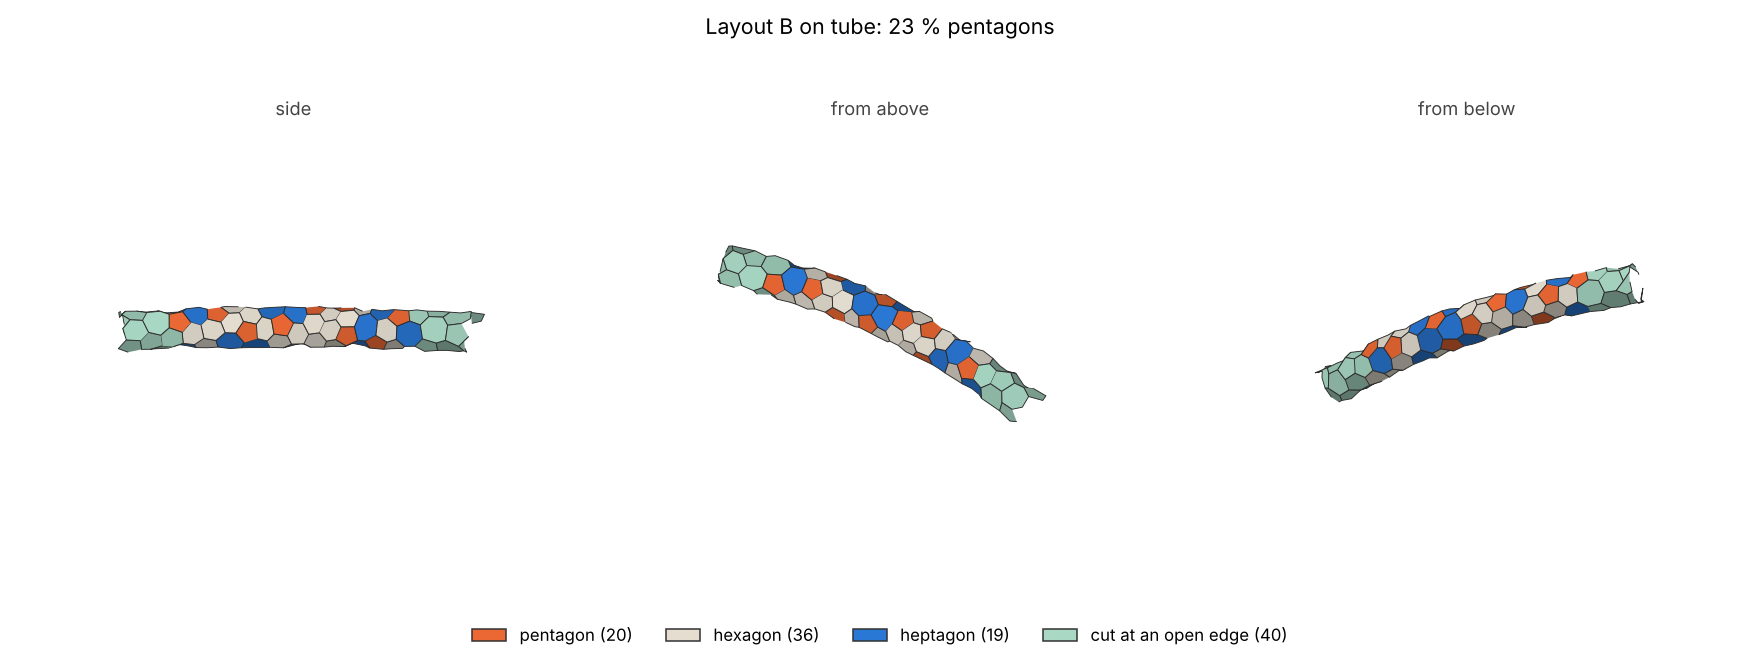 Layout B on tube: 23 % pentagons
side
from above
from below
pentagon (20)
hexagon (36)
heptagon (19)
cut at an open edge (40)